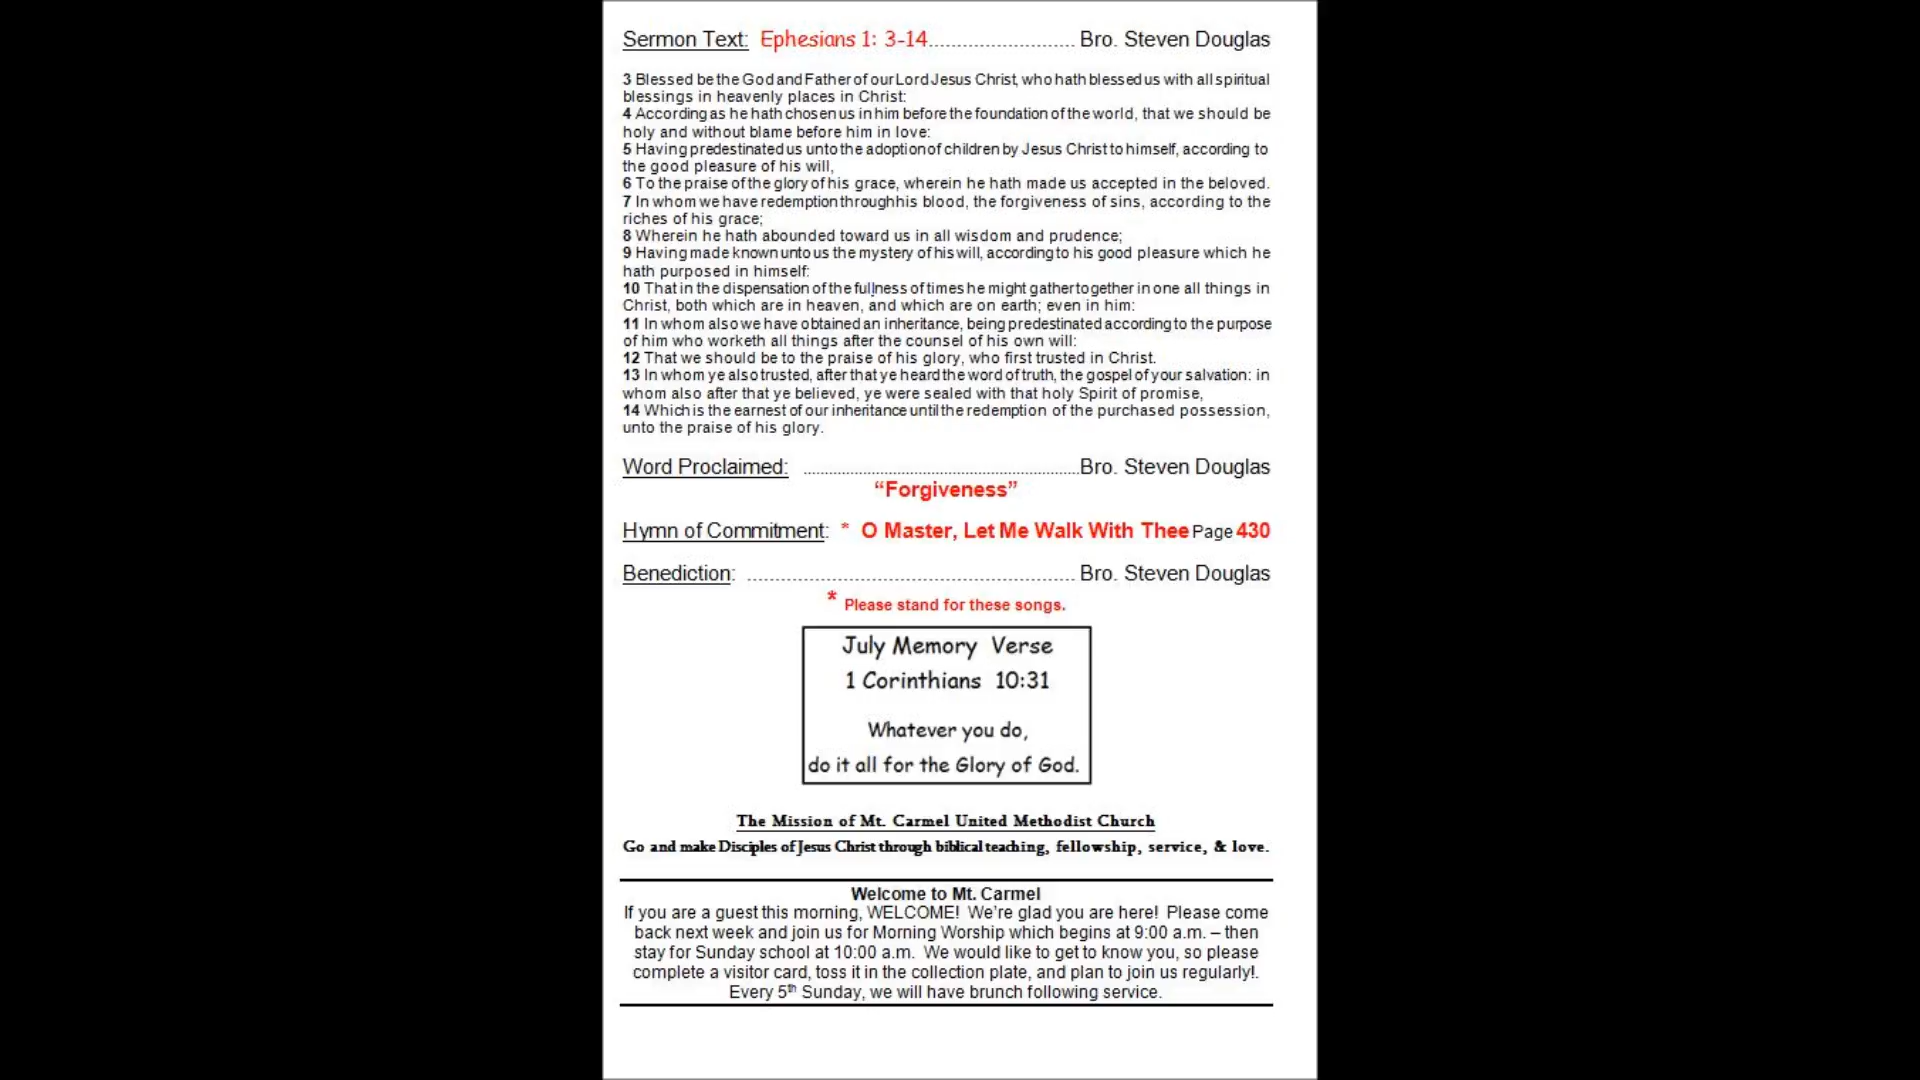 Sermon Text: Ephesians 1: 3-14.......................... Bro. Steven Douglas
3 Blessed be the God and Father of our Lord Jesus Christ, who hath blessed us with all spiritual
blessings in heavenly places in Christ:
4 According as he hath chosen us in him before the foundation of the world, that we should be
holy and without blame before him in love:
5 Having predestinated us unto the adoption of children by Jesus Christ to himself, according to
the good pleasure of his will,
6 To the praise of the glory of his grace, wherein he hath made us accepted in the beloved.
7 In whom we have redemption through his blood, the forgiveness of sins, according to the
riches of his grace;
8 Wherein he hath abounded toward us in all wisdom and prudence;
9 Having made known unto us the mystery of his will, according to his good pleasure which he
hath purposed in himself:
10 That in the dispensation of the fullness of times he might gather together in one all things in
Christ, both which are in heaven, and which are on earth; even in him:
11 In whom also we have obtained an inheritance, being predestinated according to the purpose
of him who worketh all things after the counsel of his own will:
12 That we should be to the praise of his glory, who first trusted in Christ.
13 In whom ye also trusted, after that ye heard the word of truth, the gospel of your salvation: in
whom also after that ye believed, ye were sealed with that holy Spirit of promise,
14 Which is the earnest of our inheritance until the redemption of the purchased possession,
unto the praise of his glory.
Word Proclaimed: ....................................................Bro. Steven Douglas
“Forgiveness”
Hymn of Commitment: * O Master, Let Me Walk With Thee Page 430
Benediction: .......................................................... Bro. Steven Douglas
* Please stand for these songs.
July Memory Verse
1 Corinthians 10:31
Whatever you do,
do it all for the Glory of God.
The Mission of Mt. Carmel United Methodist Church
Go and make Disciples of Jesus Christ through biblical teaching, fellowship, service, & love.
Welcome to Mt. Carmel
If you are a guest this morning, WELCOME! We're glad you are here! Please come
back next week and join us for Morning Worship which begins at 9:00 a.m. – then
stay for Sunday school at 10:00 a.m. We would like to get to know you, so please
complete a visitor card, toss it in the collection plate, and plan to join us regularly!.
Every 5th Sunday, we will have brunch following service.